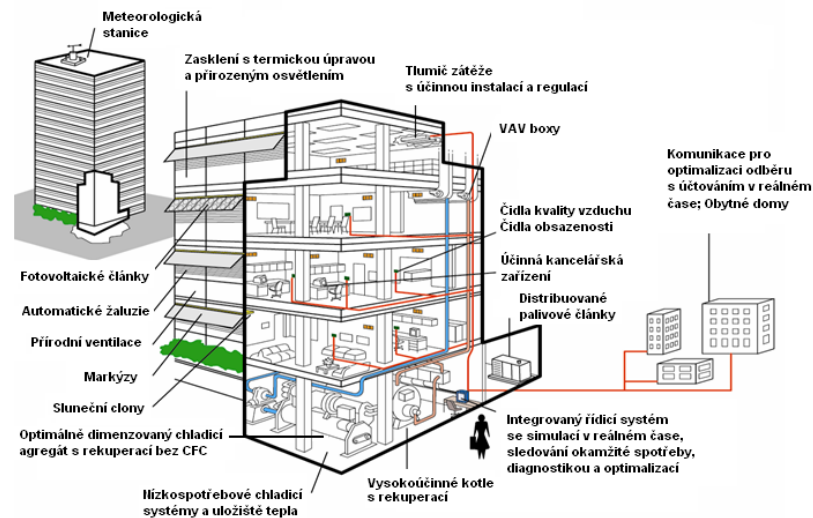 Meteorologická
stanice
Zasklení s termickou úpravou
a přirozeným osvětlením
Tlumič zátěže
s účinnou instalací a regulací
VAV boxy
Komunikace pro
optimalizaci odběru
s účtováním v reálném
čase; Obytné domy
Čidla kvality vzduchu
Čidla obsazenosti
Účinná kancelářská
zařízení
Distribuované
palivové články
Fotovoltaické články
Automatické žaluzie
Přírodní ventilace
Markýzy
Sluneční clony
Optimálně dimenzovaný chladicí
agregát s rekuperací bez CFC
Nízkospotřebové chladicí
systémy a uložiště tepla
Vysokoúčinné kotle
s rekuperací
Integrovaný řídicí systém
se simulací v reálném čase,
sledování okamžité spotřeby,
diagnostikou a optimalizací